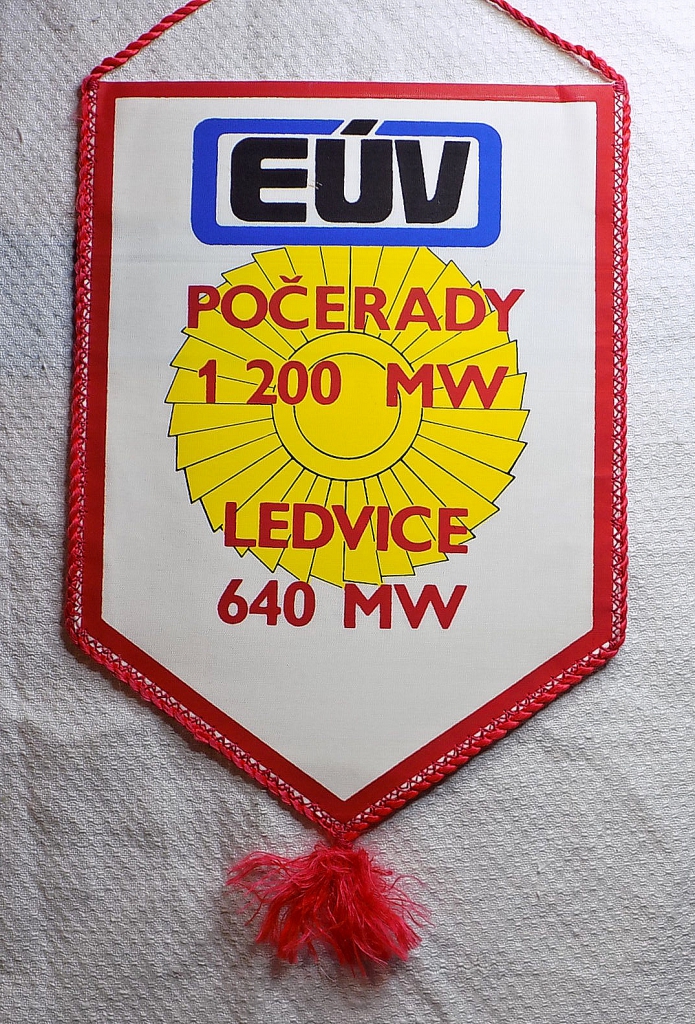 EÚV
POČERADY
1 200 MW
LEDVICE
640 MW